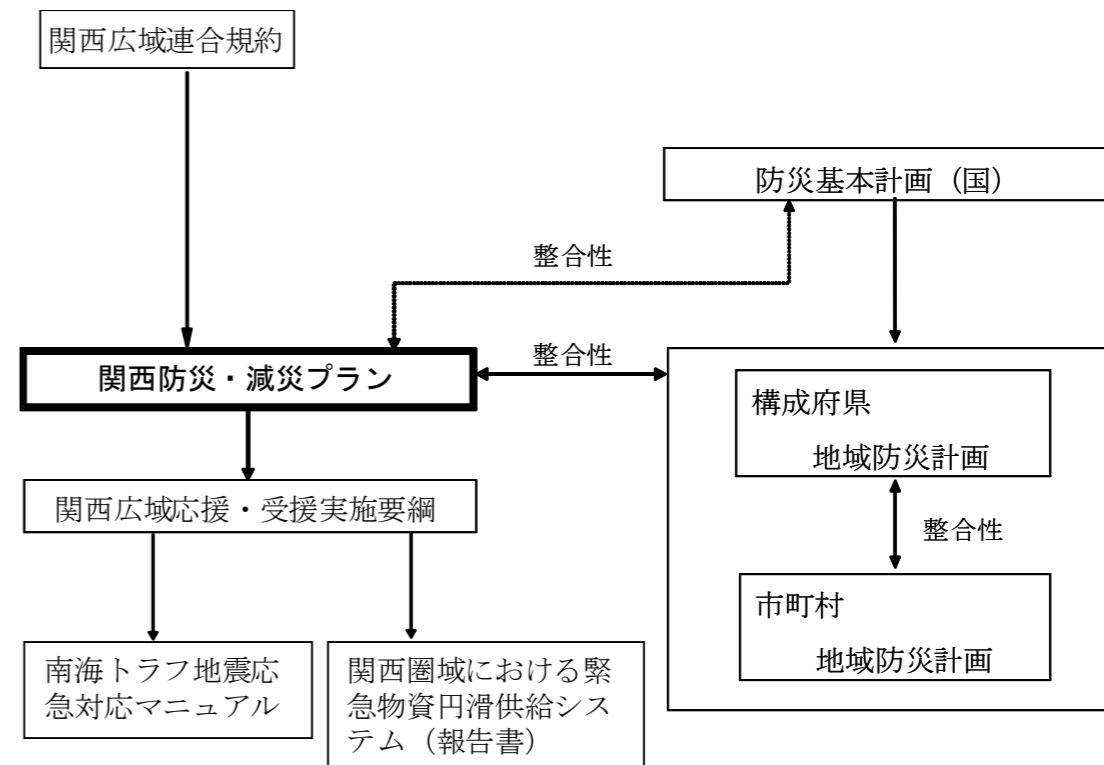 関西広域連合規約
防災基本計画（国）
整合性
関西防災・減災プラン
整合性
構成府県
地域防災計画
関西広域応援・受援実施要綱
整合性
市町村
地域防災計画
南海トラフ地震応
急対応マニュアル
関西圏域における緊
急物資円滑供給シス
テム（報告書）